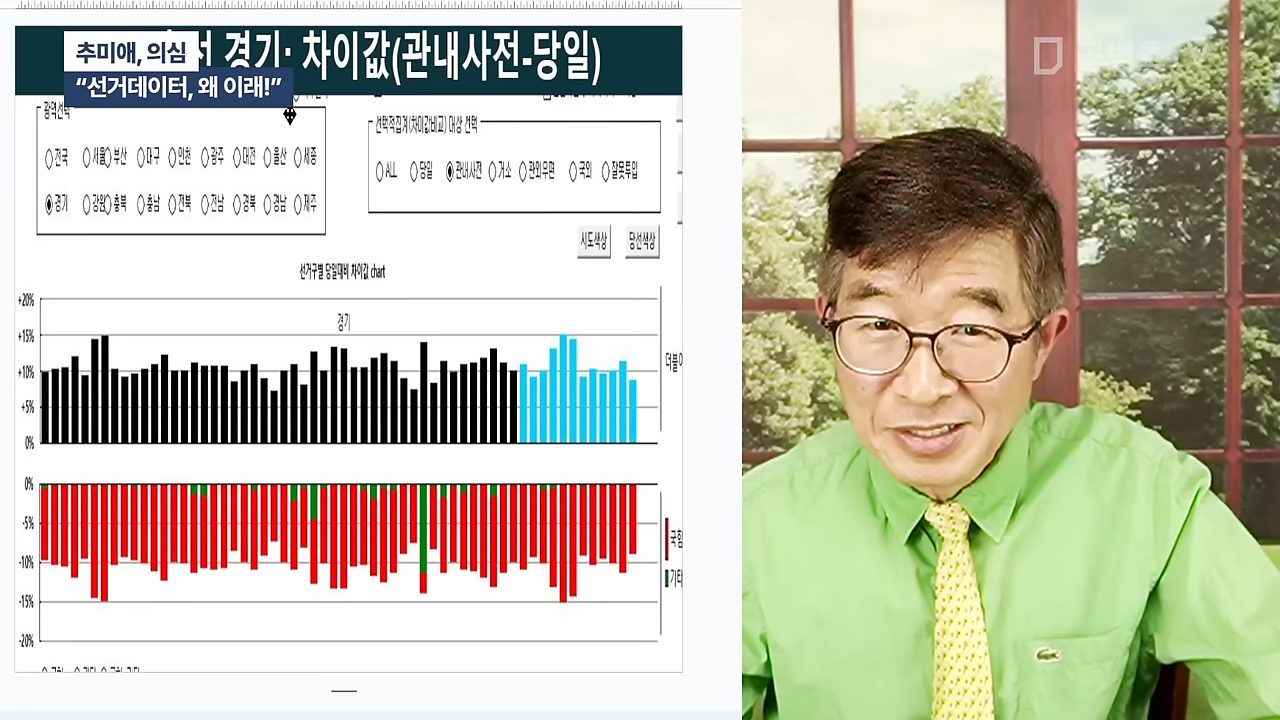 추미애, 의심
“선거데이터, 왜 이래!”
선 경기: 차이값(관내사전-당일)
광역선택
전국 서울 부산 대구 인천 광주 대전 울산 세종
경기 강원 충북 충남 전북 전남 경북 경남 제주
선택적집계(차이값비교) 대상 선택
ALL 당일 관내사전 거소 관외우편 국외 잘못투입
시도색상 당선색상
선거구별 당일대비 차이값 chart
경기
+20%
+15%
+10%
+5%
0%
더불어
0%
-5%
-10%
-15%
-20%
국힘
기타